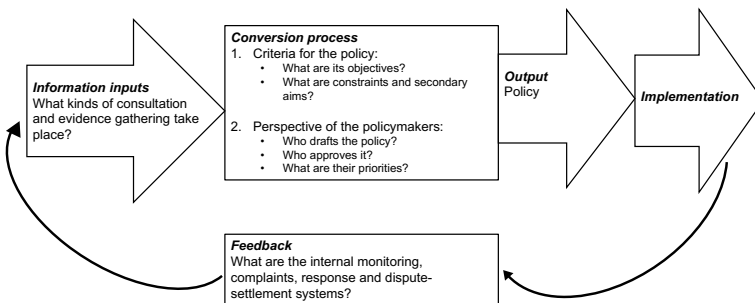 Information inputs
What kinds of consultation
and evidence gathering take
place?
Conversion process
1. Criteria for the policy:
• What are its objectives?
• What are constraints and secondary
aims?
2. Perspective of the policymakers:
• Who drafts the policy?
• Who approves it?
• What are their priorities?
Output
Policy
Implementation
Feedback
What are the internal monitoring,
complaints, response and dispute-
settlement systems?